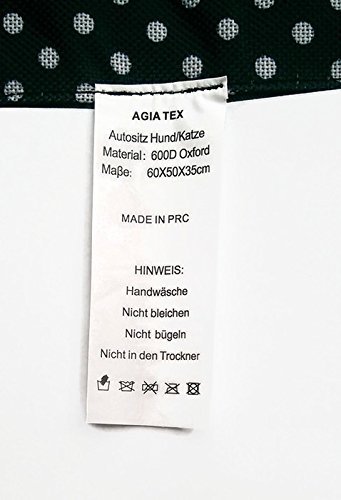 AGIA TEX
Autositz Hund/Katze
Material: 600D Oxford
Maße: 60X50X35cm
MADE IN PRC
HINWEIS:
Handwäsche
Nicht bleichen
Nicht bügeln
Nicht in den Trockner